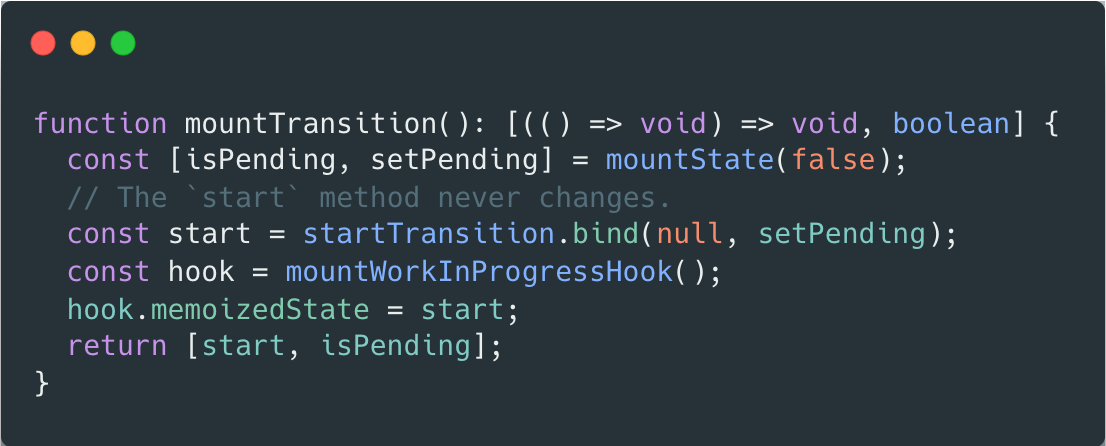 function mountTransition(): [(() => void) => void, boolean] {
  const [isPending, setPending] = mountState(false);
  // The `start` method never changes.
  const start = startTransition.bind(null, setPending);
  const hook = mountWorkInProgressHook();
  hook.memoizedState = start;
  return [start, isPending];
}